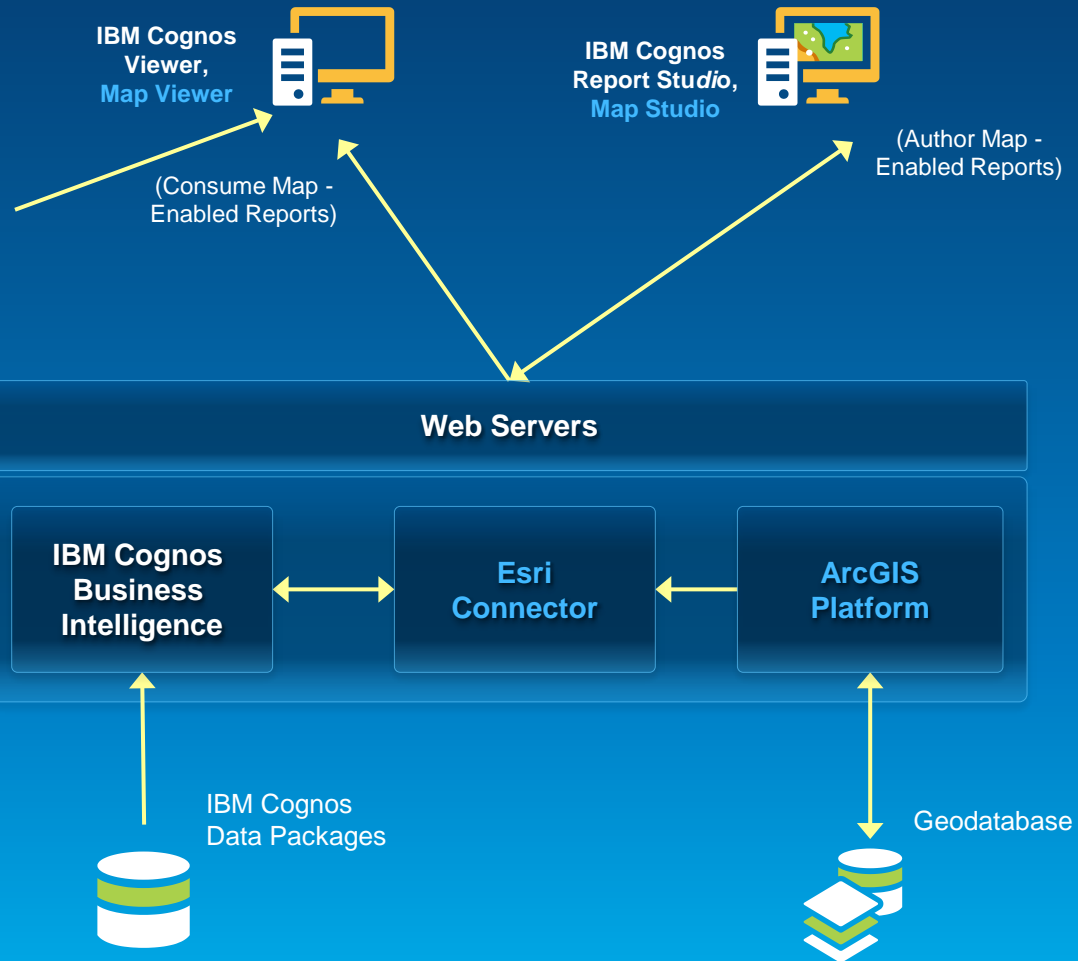 IBM Cognos
Viewer,
Map Viewer
IBM Cognos
Report Studio,
Map Studio
(Consume Map -
Enabled Reports)
(Author Map -
Enabled Reports)
Web Servers
IBM Cognos
Business
Intelligence
Esri
Connector
ArcGIS
Platform
IBM Cognos
Data Packages
Geodatabase